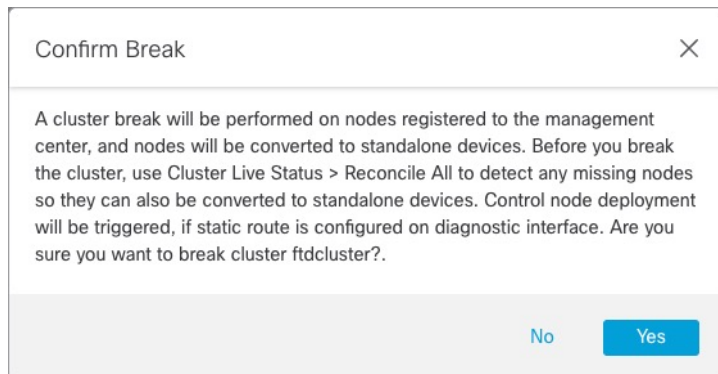 Confirm Break
A cluster break will be performed on nodes registered to the management
center, and nodes will be converted to standalone devices. Before you break
the cluster, use Cluster Live Status > Reconcile All to detect any missing nodes
so they can also be converted to standalone devices. Control node deployment
will be triggered, if static route is configured on diagnostic interface. Are you
sure you want to break cluster ftdcluster?.
No Yes